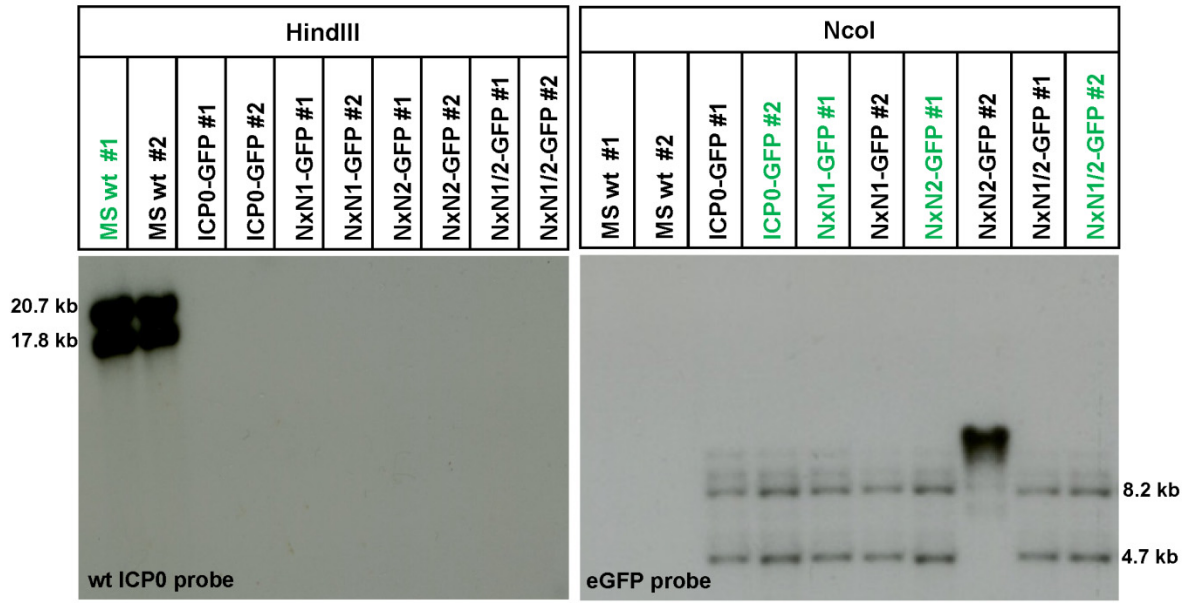 HindIII
MS wt #1
MS wt #2
ICP0-GFP #1
ICP0-GFP #2
NxN1-GFP #1
NxN1-GFP #2
NxN2-GFP #1
NxN2-GFP #2
NxN1/2-GFP #1
NxN1/2-GFP #2
20.7 kb
17.8 kb
wt ICP0 probe
NcoI
MS wt #1
MS wt #2
ICP0-GFP #1
ICP0-GFP #2
NxN1-GFP #1
NxN1-GFP #2
NxN2-GFP #1
NxN2-GFP #2
NxN1/2-GFP #1
NxN1/2-GFP #2
8.2 kb
4.7 kb
eGFP probe